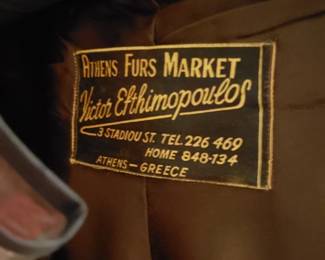 ATHENS FURS MARKET
Victor Efthimopoulos
3 STADIOU ST. TEL. 226 469
HOME 848-134
ATHENS - GREECE